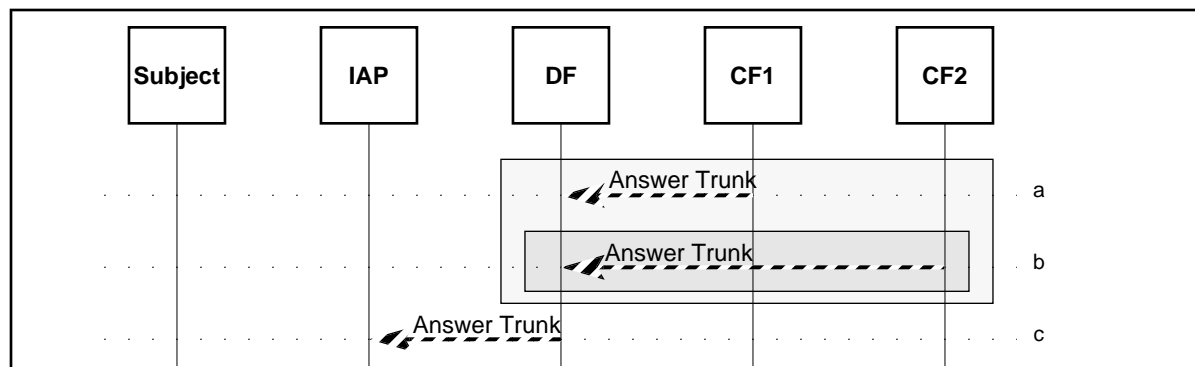 Subject IAP DF CF1 CF2
Answer Trunk a
Answer Trunk b
Answer Trunk c